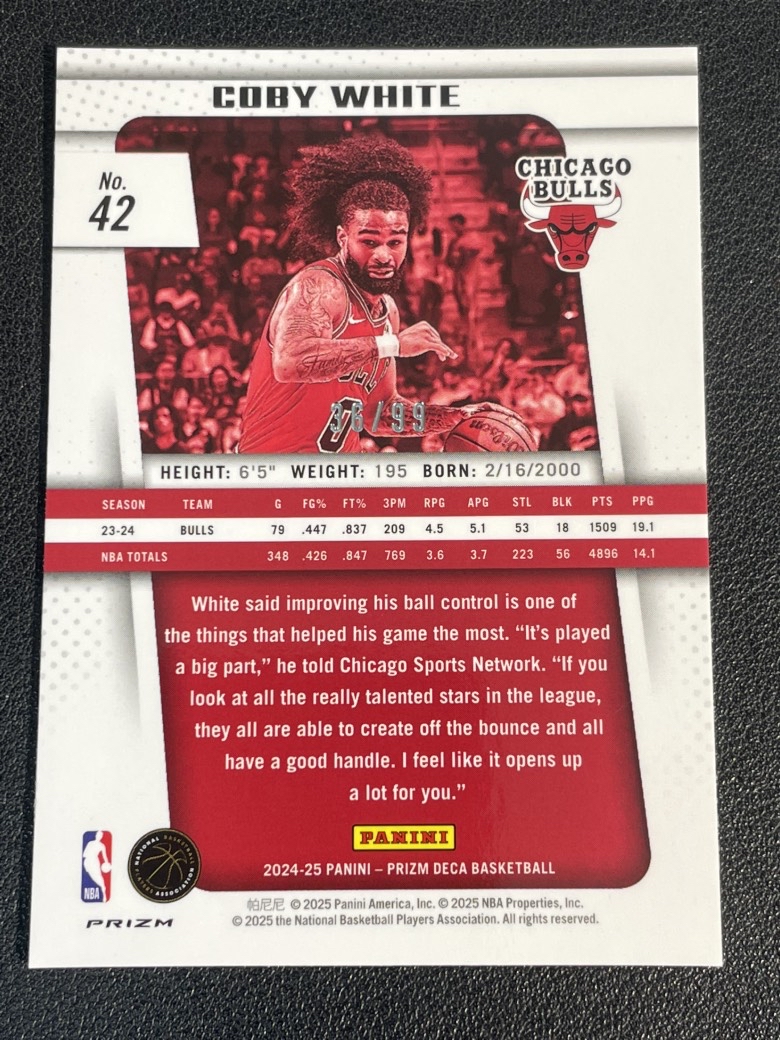 COBY WHITE
No.
42
CHICAGO
BULLS
36/99
Wilson
HEIGHT: 6'5" WEIGHT: 195 BORN: 2/16/2000
SEASON TEAM G FG% FT% 3PM RPG APG STL BLK PTS PPG
23-24 BULLS 79 .447 .837 209 4.5 5.1 53 18 1509 19.1
NBA TOTALS 348 .426 .847 769 3.6 3.7 223 56 4896 14.1
White said improving his ball control is one of
the things that helped his game the most. “It’s played
a big part,” he told Chicago Sports Network. “If you
look at all the really talented stars in the league,
they all are able to create off the bounce and all
have a good handle. I feel like it opens up
a lot for you.”
PANINI
2024-25 PANINI – PRIZM DECA BASKETBALL
NBA
NATIONAL BASKETBALL
PLAYERS ASSOCIATION
PRIZM
帕尼尼 © 2025 Panini America, Inc. © 2025 NBA Properties, Inc.
© 2025 the National Basketball Players Association. All rights reserved.